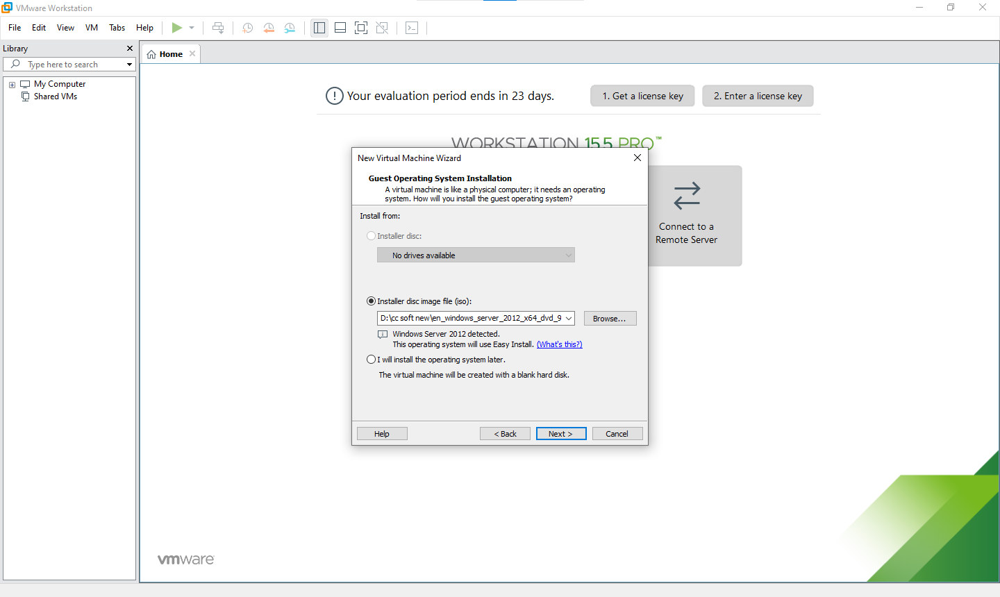 VMware Workstation
File Edit View VM Tabs Help
Library
Type here to search
My Computer
Shared VMs
Home
Your evaluation period ends in 23 days.
1. Get a license key
2. Enter a license key
WORKSTATION 15.5 PRO™
New Virtual Machine Wizard
Guest Operating System Installation
A virtual machine is like a physical computer; it needs an operating
system. How will you install the guest operating system?
Install from:
Installer disc:
No drives available
Installer disc image file (iso):
D:\cc soft new\en_windows_server_2012_x64_dvd_9
Browse...
Windows Server 2012 detected.
This operating system will use Easy Install. (What's this?)
I will install the operating system later.
The virtual machine will be created with a blank hard disk.
Help
< Back
Next >
Cancel
Connect to a
Remote Server
vmware